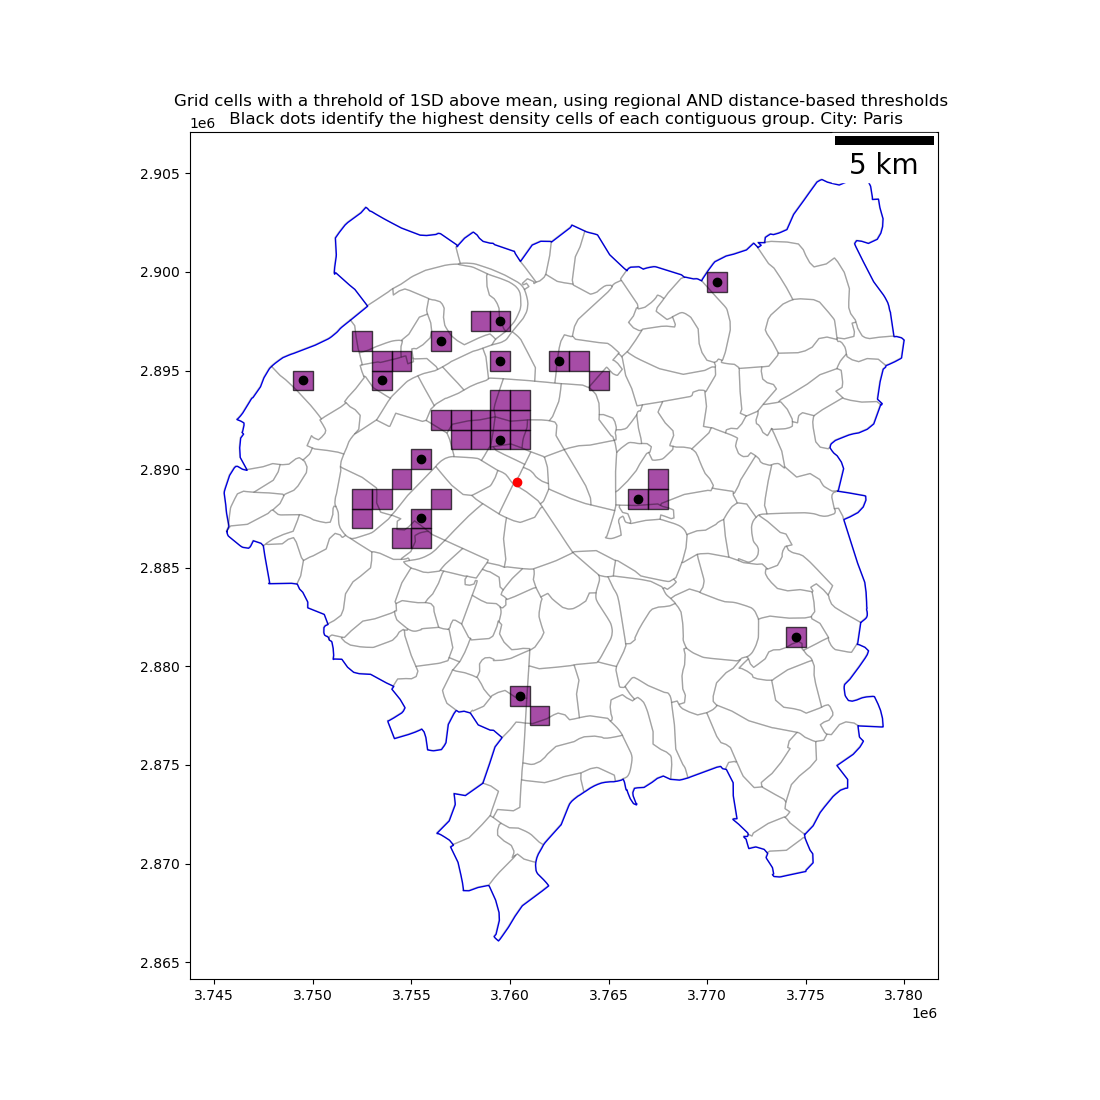 Grid cells with a threhold of 1SD above mean, using regional AND distance-based thresholds
Black dots identify the highest density cells of each contiguous group. City: Paris
1e6
5 km
2.905
2.900
2.895
2.890
2.885
2.880
2.875
2.870
2.865
3.745 3.750 3.755 3.760 3.765 3.770 3.775 3.780
1e6